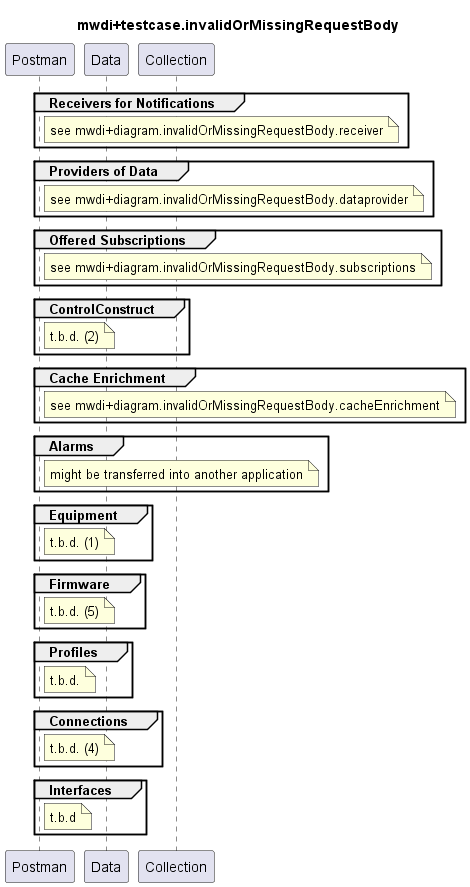 mwdi+testcase.invalidOrMissingRequestBody
Postman Data Collection
Receivers for Notifications
see mwdi+diagram.invalidOrMissingRequestBody.receiver
Providers of Data
see mwdi+diagram.invalidOrMissingRequestBody.dataprovider
Offered Subscriptions
see mwdi+diagram.invalidOrMissingRequestBody.subscriptions
ControlConstruct
t.b.d. (2)
Cache Enrichment
see mwdi+diagram.invalidOrMissingRequestBody.cacheEnrichment
Alarms
might be transferred into another application
Equipment
t.b.d. (1)
Firmware
t.b.d. (5)
Profiles
t.b.d.
Connections
t.b.d. (4)
Interfaces
t.b.d
Postman Data Collection